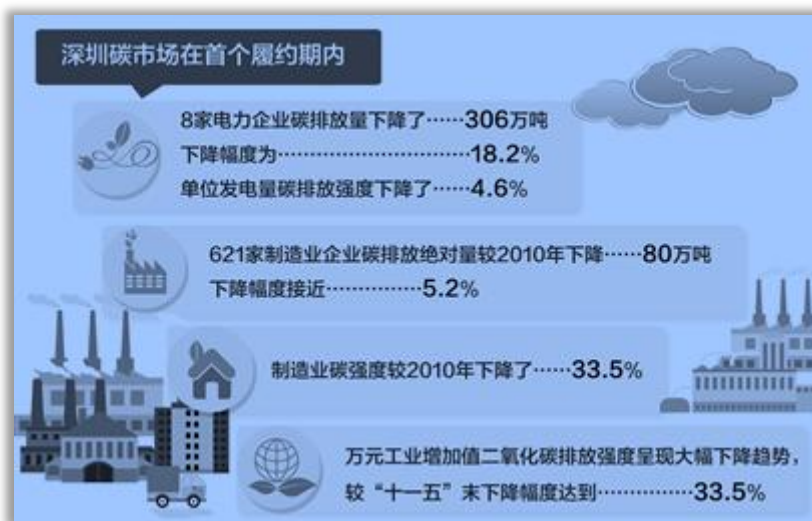 深圳碳市场在首个履约期内
8家电力企业碳排放量下降了……306万吨
下降幅度为…………………………18.2%
单位发电量碳排放强度下降了……4.6%
621家制造业企业碳排放绝对量较2010年下降……80万吨
下降幅度接近……………5.2%
制造业碳强度较2010年下降了……33.5%
万元工业增加值二氧化碳排放强度呈现大幅下降趋势，
较“十一五”末下降幅度达到……………33.5%